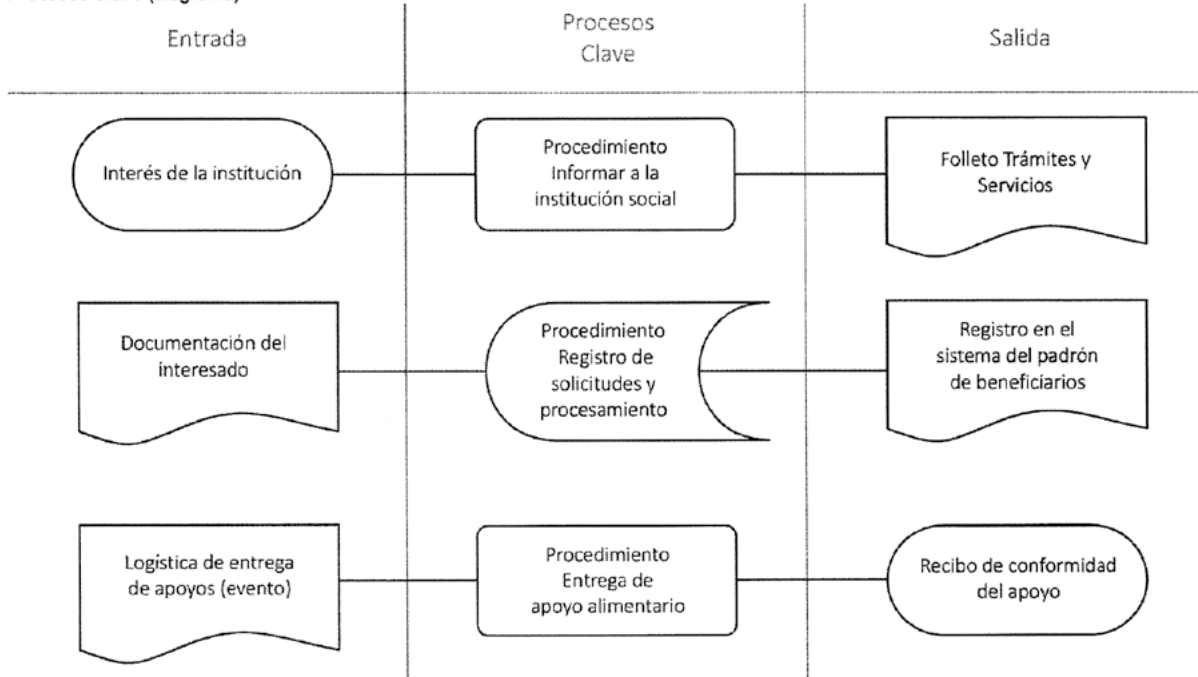 Entrada
Procesos
Clave
Salida
Interés de la institución
Procedimiento
Informar a la
institución social
Folleto Trámites y
Servicios
Documentación del
interesado
Procedimiento
Registro de
solicitudes y
procesamiento
Registro en el
sistema del padrón
de beneficiarios
Logística de entrega
de apoyos (evento)
Procedimiento
Entrega de
apoyo alimentario
Recibo de conformidad
del apoyo